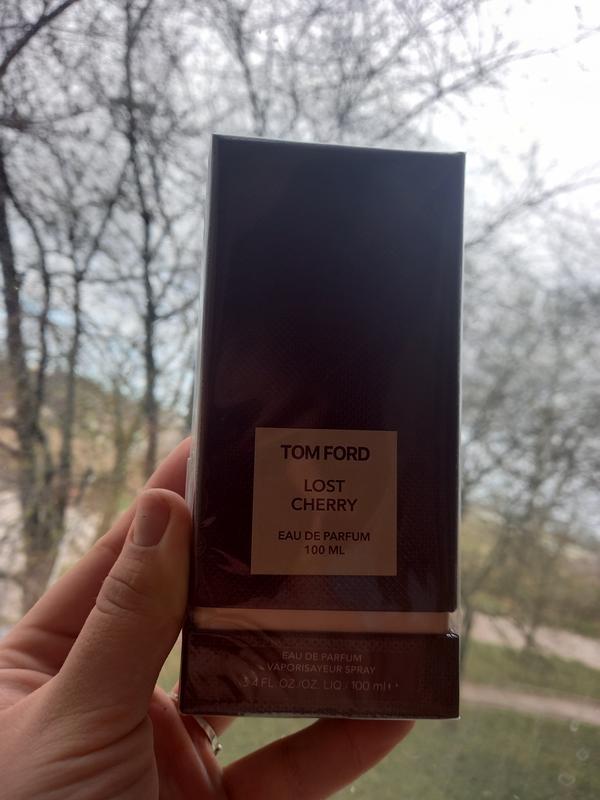 TOM FORD
LOST
CHERRY
EAU DE PARFUM
100 ML
EAU DE PARFUM
VAPORISAYEUR SPRAY
3.4 FL. OZ./OZ. LIQ / 100 ml e